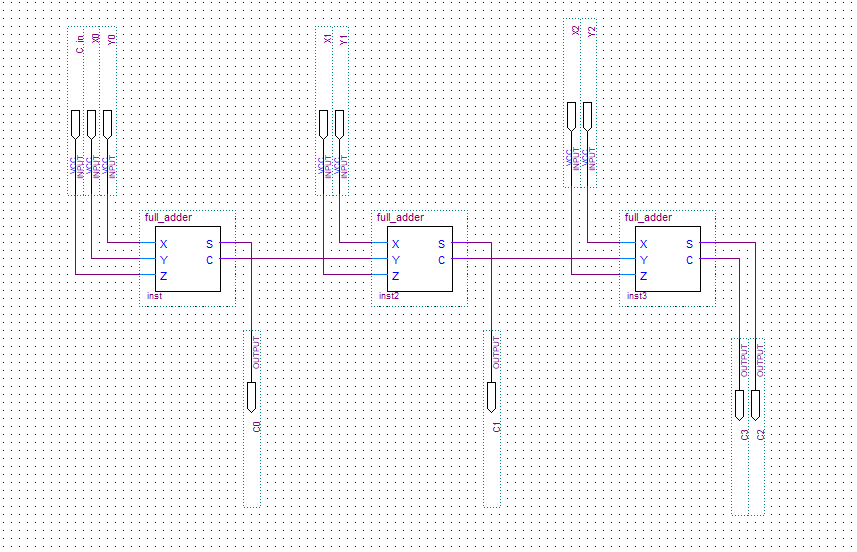 C_in
X0
Y0
X1
Y1
X2
Y2
VCC
INPUT
VCC
INPUT
VCC
INPUT
VCC
INPUT
VCC
INPUT
VCC
INPUT
VCC
INPUT
full_adder
X S
Y C
Z
inst
full_adder
X S
Y C
Z
inst2
full_adder
X S
Y C
Z
inst3
OUTPUT
C0
OUTPUT
C1
OUTPUT
C3
OUTPUT
C2